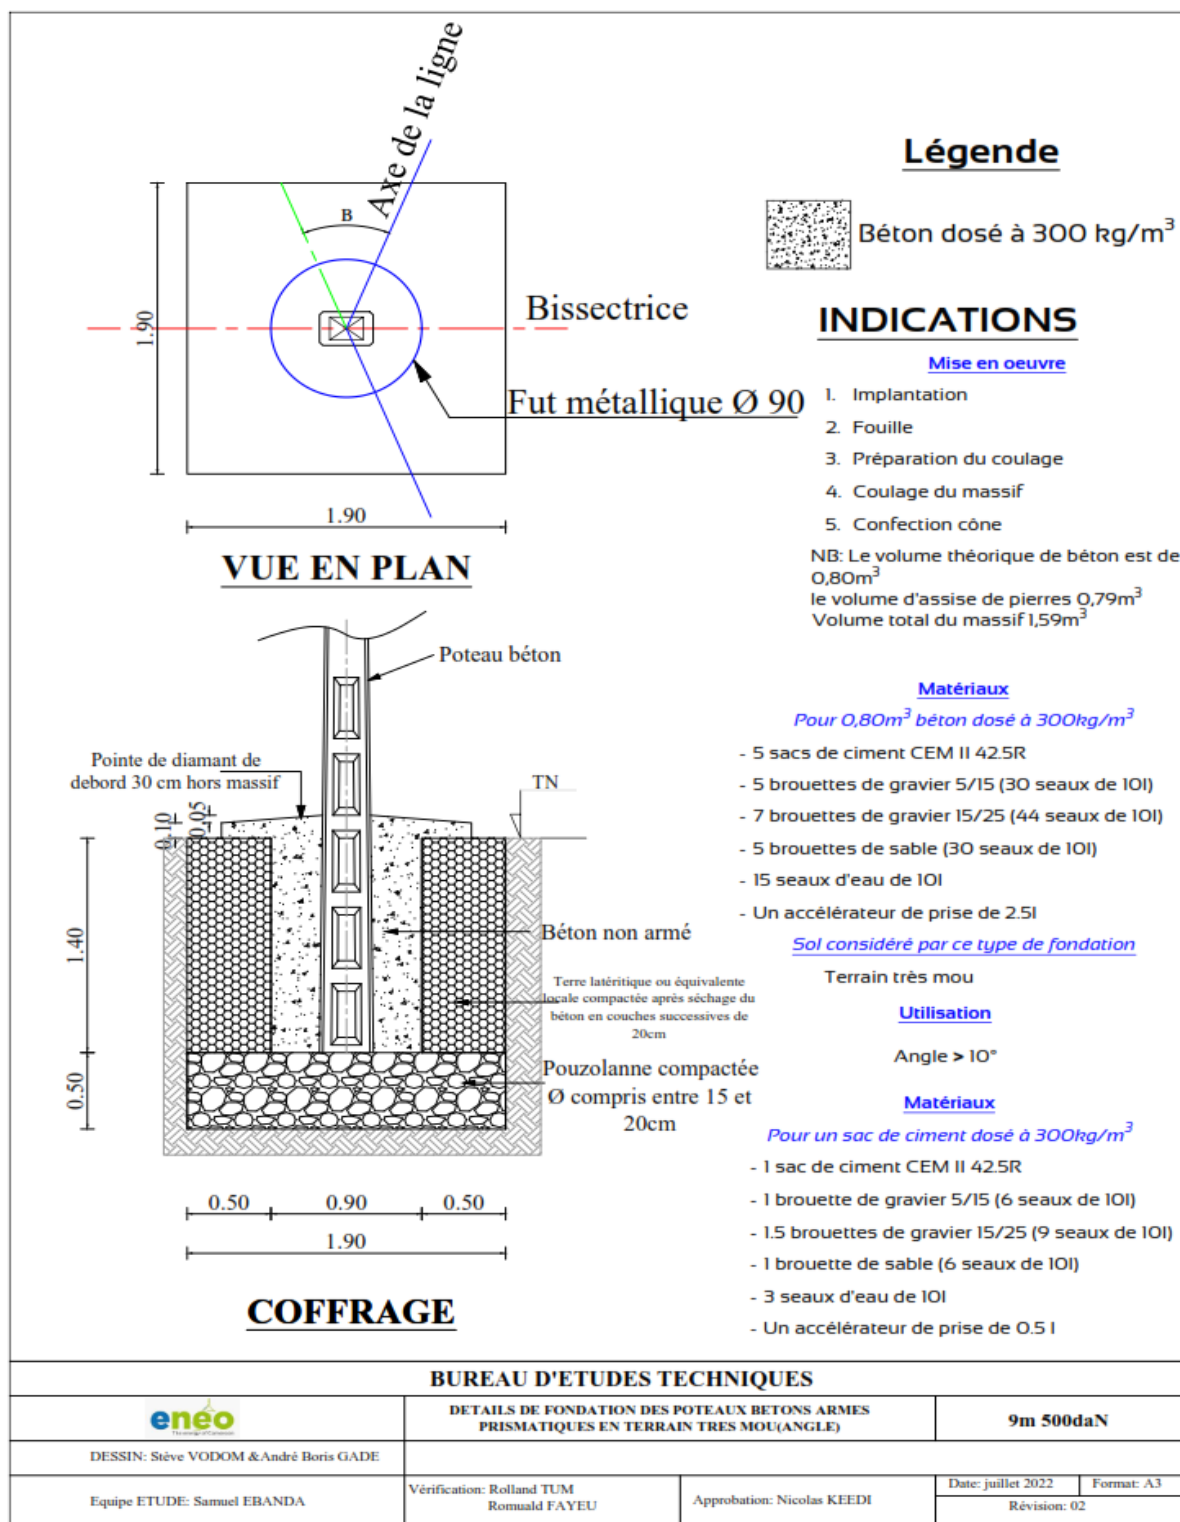 Axe de la ligne
B
1.90
Bissectrice
Fut métallique Ø 90
1.90
VUE EN PLAN
Légende
Béton dosé à 300 kg/m³
INDICATIONS
Mise en oeuvre
1. Implantation
2. Fouille
3. Préparation du coulage
4. Coulage du massif
5. Confection cône
NB: Le volume théorique de béton est de
0,80m³
le volume d'assise de pierres 0,79m³
Volume total du massif 1,59m³
Poteau béton
Pointe de diamant de
debord 30 cm hors massif
TN
0.10
0.05
1.40
0.50
Béton non armé
Terre latéritique ou équivalente
locale compactée après séchage du
béton en couches successives de
20cm
Pouzolanne compactée
Ø compris entre 15 et
20cm
0.50
0.90
0.50
1.90
COFFRAGE
Matériaux
Pour 0,80m³ béton dosé à 300kg/m³
- 5 sacs de ciment CEM II 42.5R
- 5 brouettes de gravier 5/15 (30 seaux de 10l)
- 7 brouettes de gravier 15/25 (44 seaux de 10l)
- 5 brouettes de sable (30 seaux de 10l)
- 15 seaux d'eau de 10l
- Un accélérateur de prise de 2.5l
Sol considéré par ce type de fondation
Terrain très mou
Utilisation
Angle > 10°
Matériaux
Pour un sac de ciment dosé à 300kg/m³
- 1 sac de ciment CEM II 42.5R
- 1 brouette de gravier 5/15 (6 seaux de 10l)
- 1.5 brouettes de gravier 15/25 (9 seaux de 10l)
- 1 brouette de sable (6 seaux de 10l)
- 3 seaux d'eau de 10l
- Un accélérateur de prise de 0.5 l
BUREAU D'ETUDES TECHNIQUES
eneo
DETAILS DE FONDATION DES POTEAUX BETONS ARMES
PRISMATIQUES EN TERRAIN TRES MOU(ANGLE)
9m 500daN
DESSIN: Stève VODOM &André Boris GADE
Equipe ETUDE: Samuel EBANDA
Vérification: Rolland TUM
Romuald FAYEU
Approbation: Nicolas KEEDI
Date: juillet 2022
Format: A3
Révision: 02